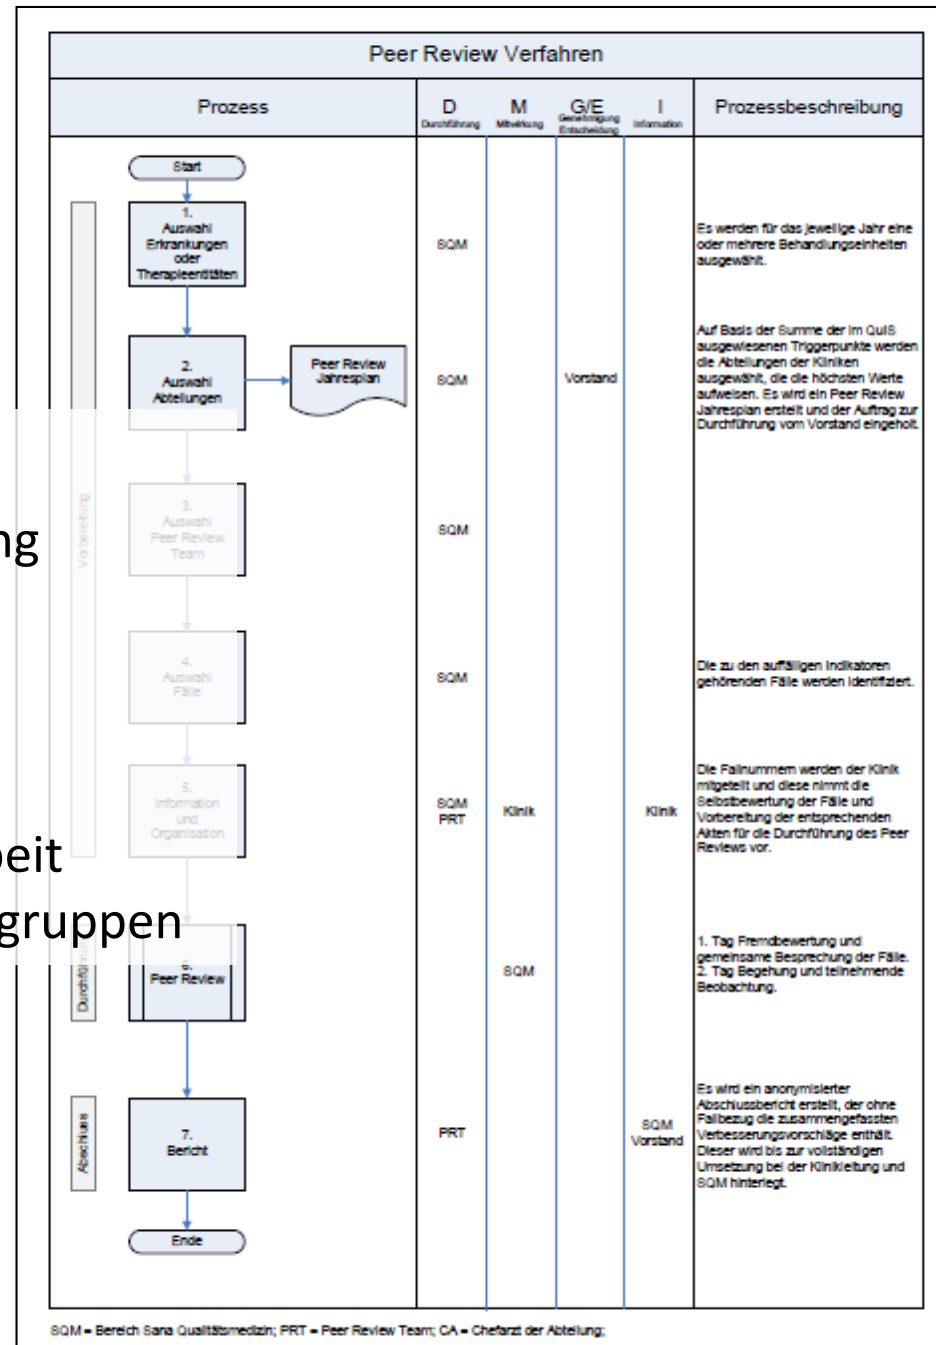 Peer Review Verfahren
Prozess
D
Durchführung
M
Mitwirkung
G/E
Genehmigung
Entscheidung
I
Information
Prozessbeschreibung
Start
Vorbereitung
1.
Auswahl
Erkrankungen
oder
Therapieentitäten
SQM
Es werden für das jeweilige Jahr eine
oder mehrere Behandlungseinheiten
ausgewählt.
2.
Auswahl
Abteilungen
Peer Review
Jahresplan
SQM
Vorstand
Auf Basis der Summe der im QuiS
ausgewiesenen Triggerpunkte werden
die Abteilungen der Kliniken
ausgewählt, die die höchsten Werte
aufweisen. Es wird ein Peer Review
Jahresplan erstellt und der Auftrag zur
Durchführung vom Vorstand eingeholt.
ng
3.
Auswahl
Peer Review
Team
SQM
4.
Auswahl
Fälle
SQM
Die zu den auffälligen Indikatoren
gehörenden Fälle werden identifiziert.
5.
Information
und
Organisation
SQM
PRT
Klinik
Klinik
Die Fallnummern werden der Klinik
mitgeteilt und diese nimmt die
Selbstbewertung der Fälle und
Vorbereitung der entsprechenden
Akten für die Durchführung des Peer
Reviews vor.
beit
gruppen
Durchführung
6.
Peer Review
SQM
1. Tag Fremdbewertung und
gemeinsame Besprechung der Fälle.
2. Tag Begehung und teilnehmende
Beobachtung.
Abschluss
7.
Bericht
PRT
SQM
Vorstand
Es wird ein anonymisierter
Abschlussbericht erstellt, der ohne
Fallbezug die zusammengefassten
Verbesserungsvorschläge enthält.
Dieser wird bis zur vollständigen
Umsetzung bei der Klinikleitung und
SQM hinterlegt.
Ende
SQM = Bereich Sana Qualitätsmedizin; PRT = Peer Review Team; CA = Chefarzt der Abteilung;